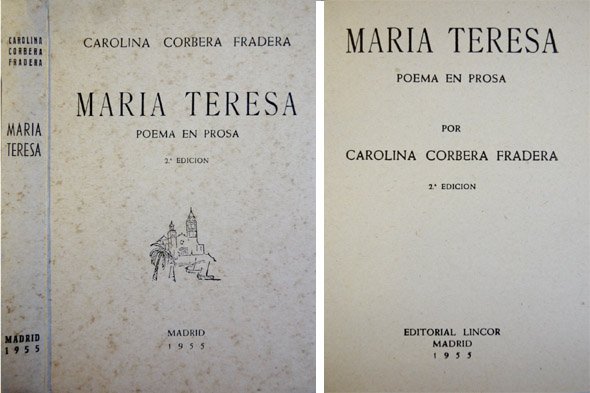 CAROLINA
CORBERA
FRADERA
MARIA
TERESA
MADRID
1955
CAROLINA CORBERA FRADERA
MARIA TERESA
POEMA EN PROSA
2.ª EDICION
MADRID
1955
MARIA TERESA
POEMA EN PROSA
POR
CAROLINA CORBERA FRADERA
2.ª EDICION
EDITORIAL LINCOR
MADRID
1955